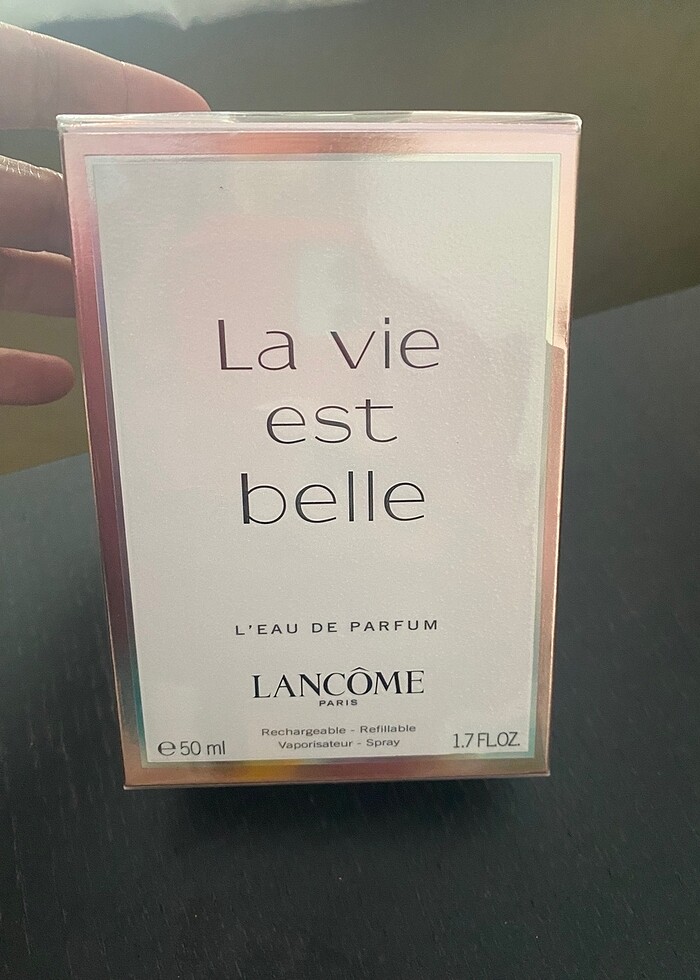 La vie
est
belle
L'EAU DE PARFUM
LANCÔME
PARIS
Rechargeable - Refillable
Vaporisateur - Spray
℮ 50 ml
1.7 FL.OZ.